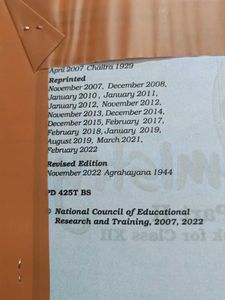 April 2007 Chaitra 1929
Reprinted
November 2007, December 2008,
January 2010, January 2011,
January 2012, November 2012,
November 2013, December 2014,
December 2015, February 2017,
February 2018, January 2019,
August 2019, March 2021,
February 2022
Revised Edition
November 2022 Agrahayana 1944
PD 425T BS
© National Council of Educational
Research and Training, 2007, 2022